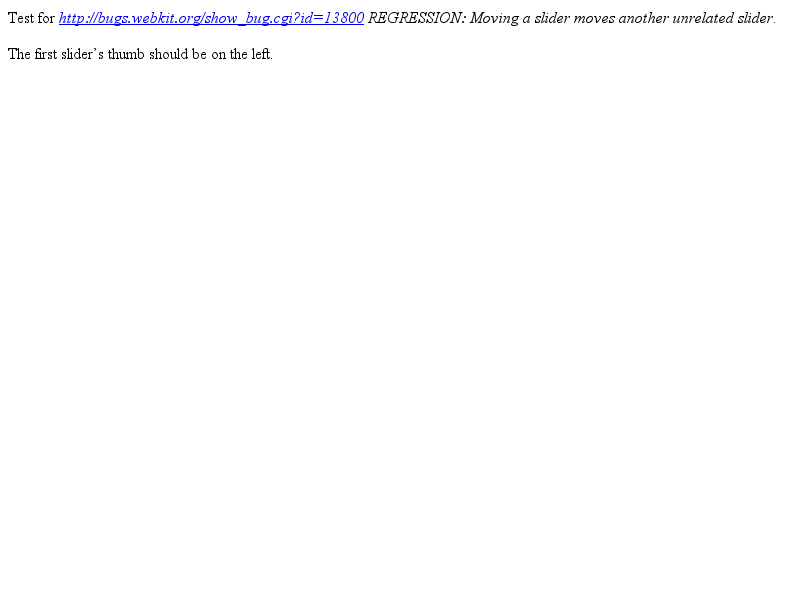 Test for http://bugs.webkit.org/show_bug.cgi?id=13800 REGRESSION: Moving a slider moves another unrelated slider.
The first slider’s thumb should be on the left.